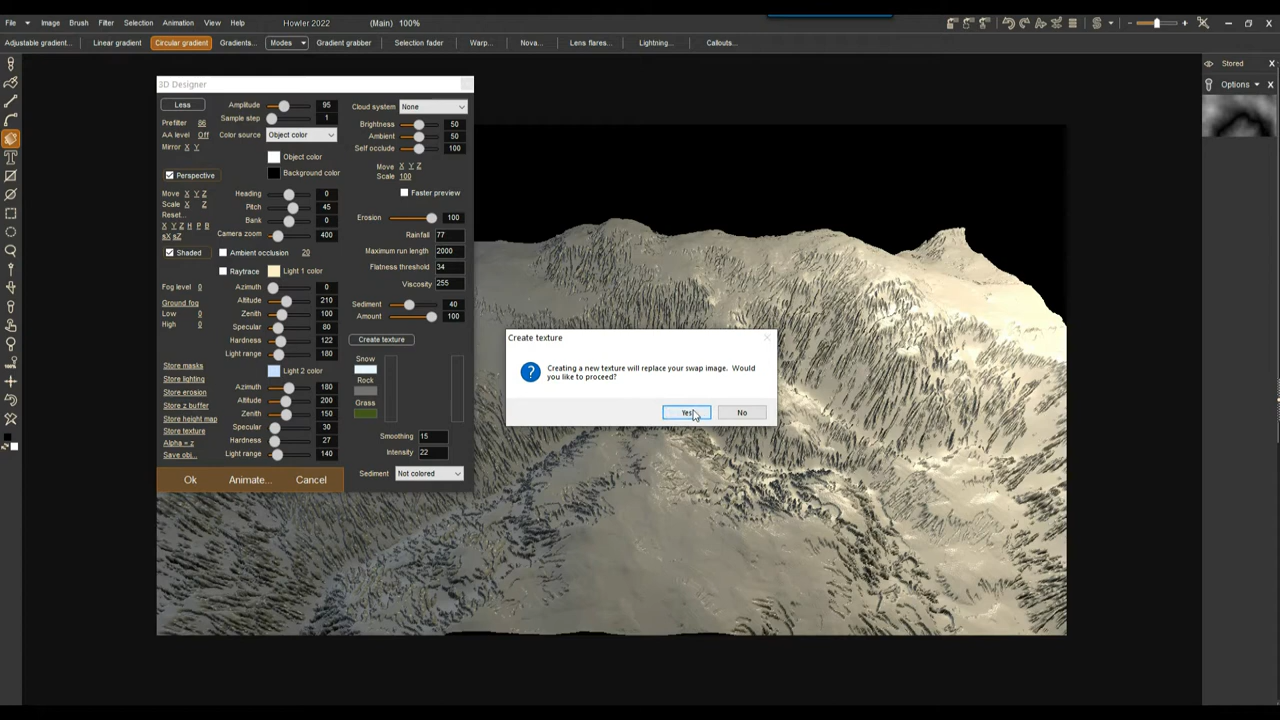 File Image Brush Filter Selection Animation View Help Howler 2022 (Main) 100%
Adjustable gradient... Linear gradient Circular gradient Gradients... Modes Gradient grabber Selection fader Warp... Nova... Lens flares... Lightning... Callouts...
Stored
Options
3D Designer
Less
Amplitude 95
Sample step 1
Prefilter 86
AA level Off
Color source Object color
Mirror X Y
Object color
Background color
Perspective
Move X Y Z
Scale X Z
Reset...
X Y Z H P B
sX sZ
Heading 0
Pitch 45
Bank 0
Camera zoom 400
Shaded
Ambient occlusion 20
Raytrace
Light 1 color
Fog level 0
Ground fog
Low 0
High 0
Azimuth 0
Altitude 210
Zenith 100
Specular 80
Hardness 122
Light range 180
Light 2 color
Azimuth 180
Altitude 200
Zenith 150
Specular 30
Hardness 27
Light range 140
Store masks
Store lighting
Store erosion
Store z buffer
Store height map
Store texture
Alpha = z
Save obj...
Ok Animate... Cancel
Cloud system None
Brightness 50
Ambient 50
Self occlude 100
Move X Y Z
Scale 100
Faster preview
Erosion 100
Rainfall 77
Maximum run length 2000
Flatness threshold 34
Viscosity 255
Sediment 40
Amount 100
Create texture
Snow
Rock
Grass
Smoothing 15
Intensity 22
Sediment Not colored
Create texture
Creating a new texture will replace your swap image. Would
you like to proceed?
Yes No